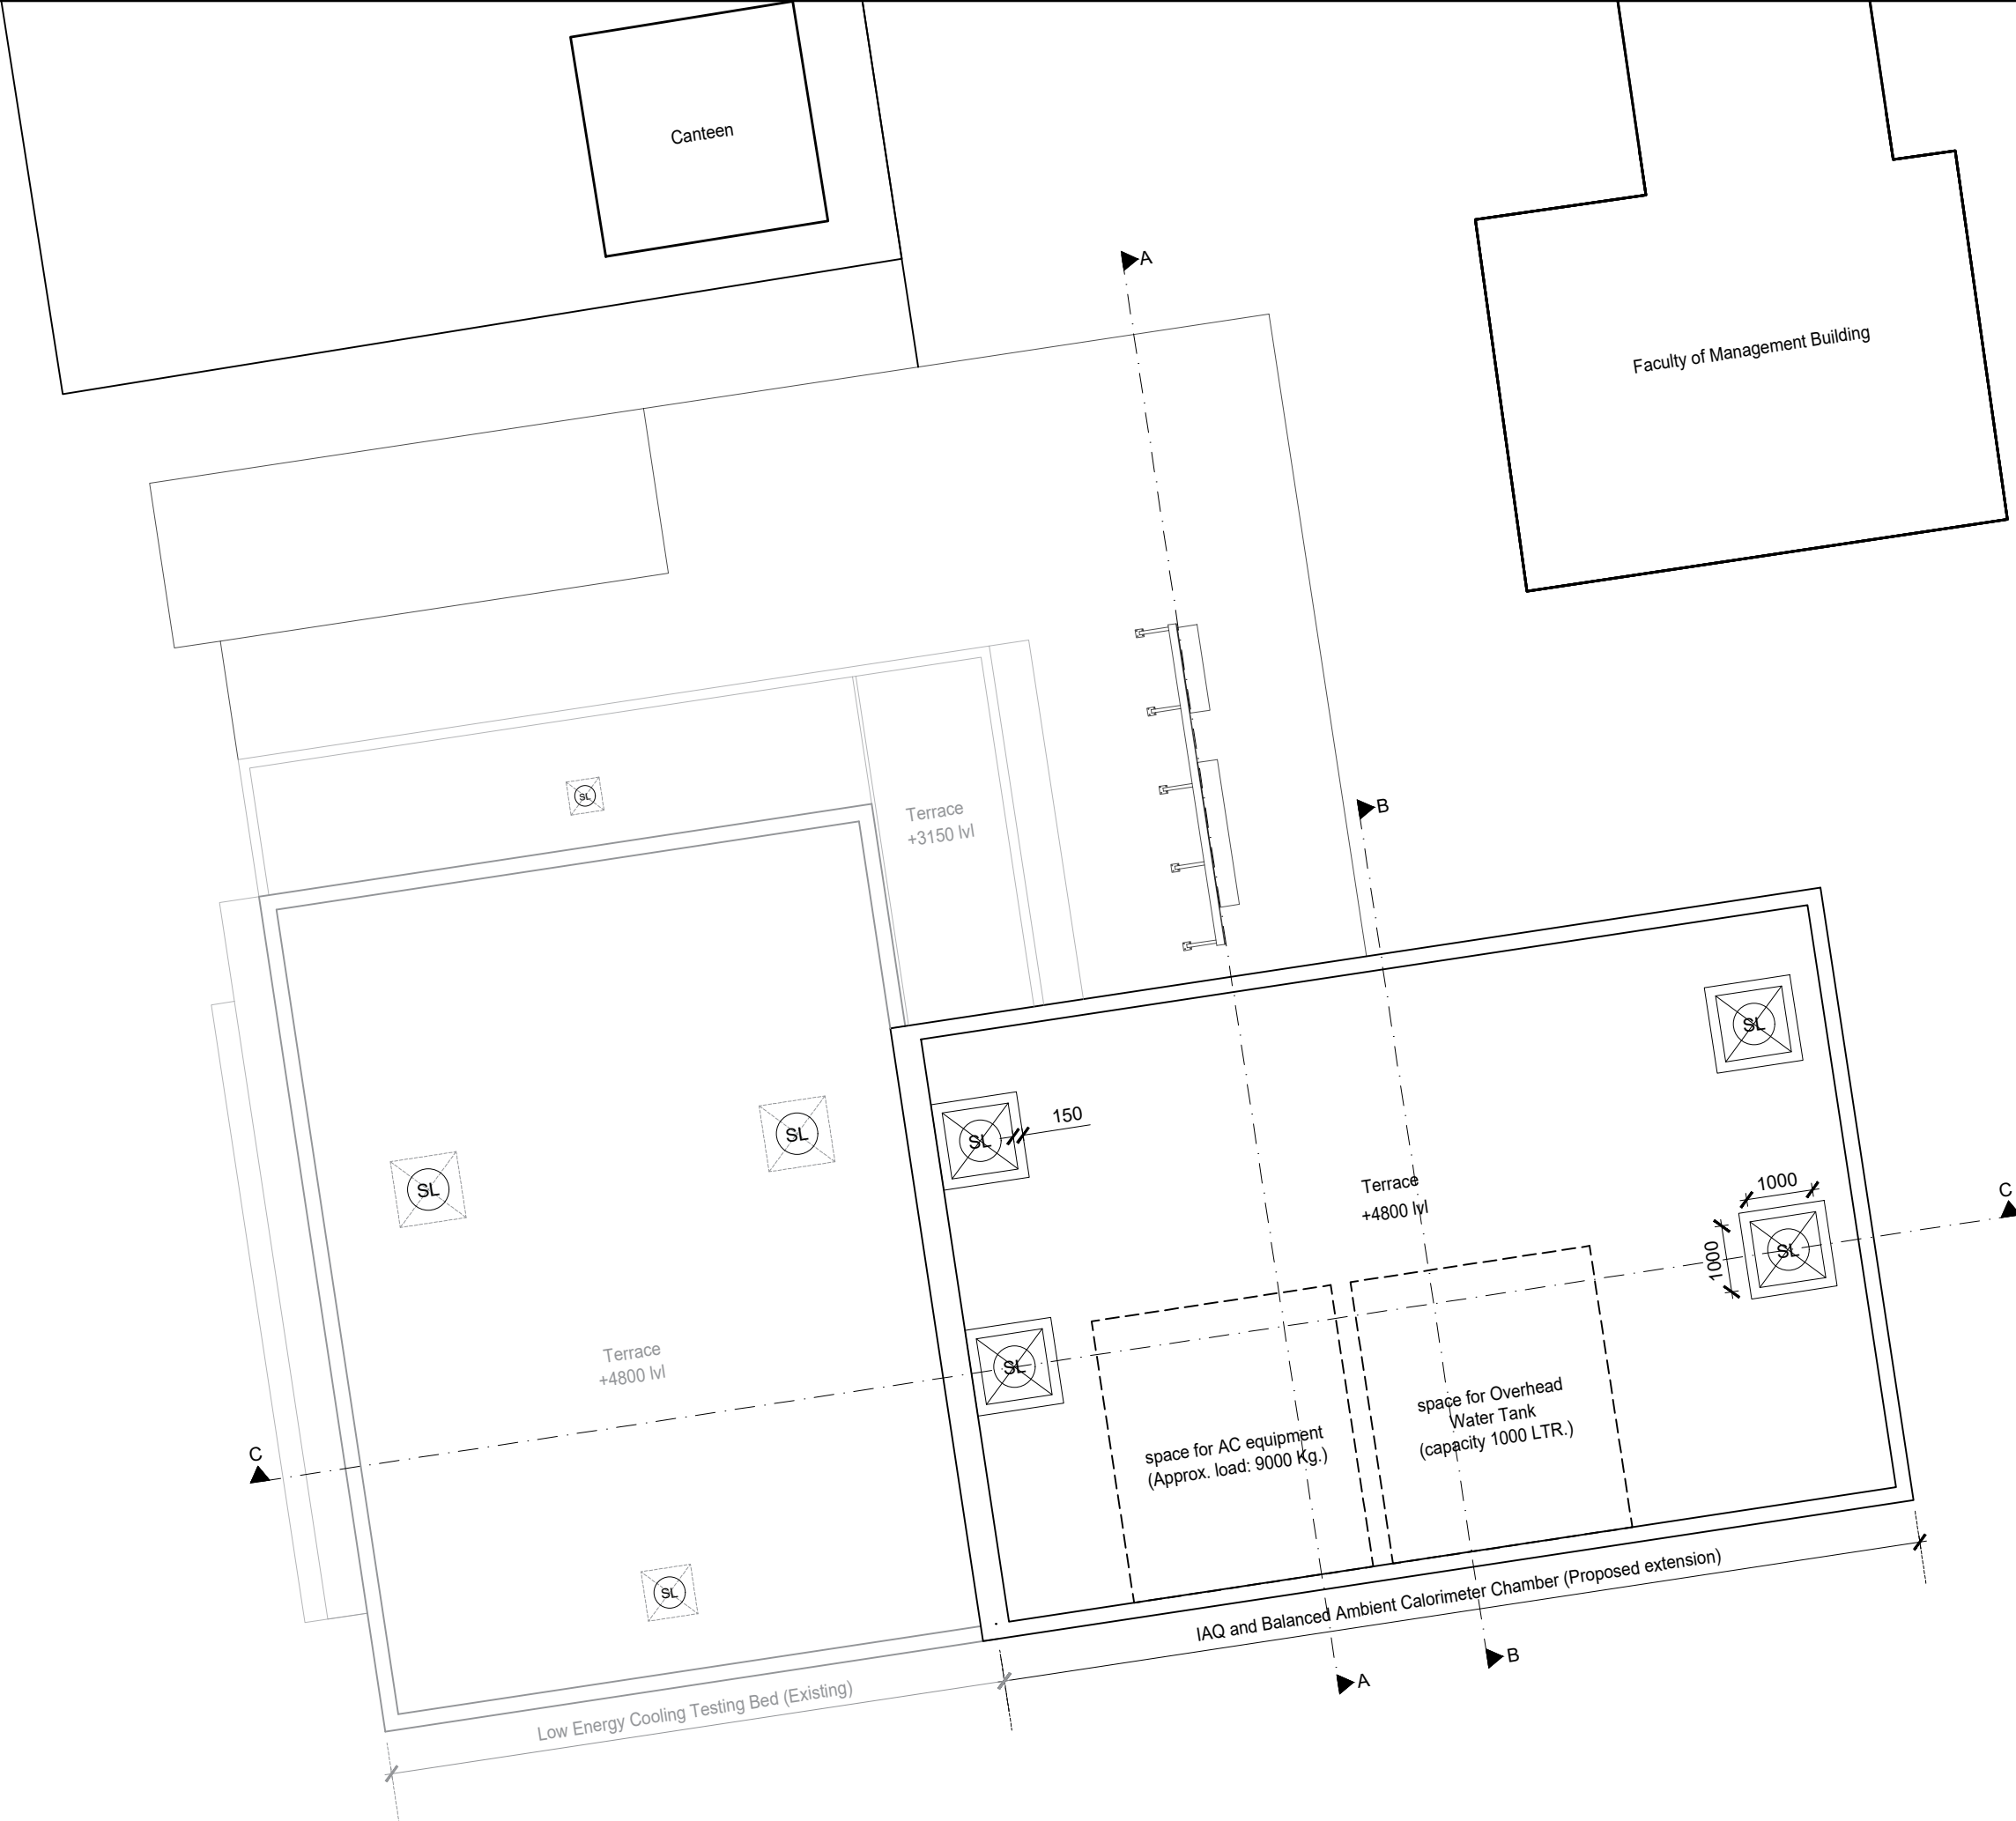 Canteen
A
Faculty of Management Building
SL
Terrace
+3150 lvl
B
SL
SL
150
SL
SL
Terrace
+4800 lvl
1000
1000
SL
C
Terrace
+4800 lvl
SL
space for Overhead
Water Tank
(capacity 1000 LTR.)
space for AC equipment
(Approx. load: 9000 Kg.)
C
SL
IAQ and Balanced Ambient Calorimeter Chamber (Proposed extension)
B
A
Low Energy Cooling Testing Bed (Existing)